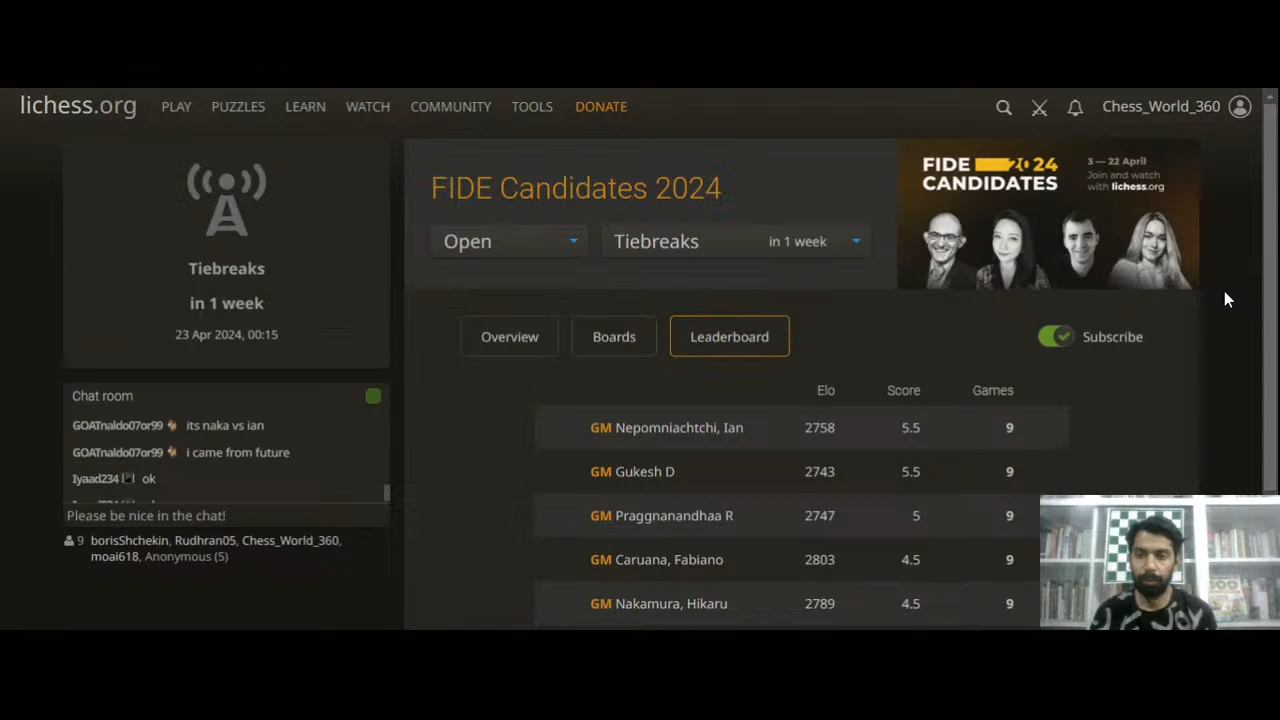 lichess.org PLAY PUZZLES LEARN WATCH COMMUNITY TOOLS DONATE Chess_World_360
Tiebreaks
in 1 week
23 Apr 2024, 00:15
Chat room
GOATnaldo07or99 its naka vs ian
GOATnaldo07or99 i came from future
Iyaad234 ok
Please be nice in the chat!
9 borisShchekin, Rudhran05, Chess_World_360,
moai618, Anonymous (5)
FIDE Candidates 2024
Open Tiebreaks in 1 week
FIDE 2024
CANDIDATES
3 — 22 April
Join and watch
with lichess.org
Overview Boards Leaderboard Subscribe
Elo Score Games
GM Nepomniachtchi, Ian 2758 5.5 9
GM Gukesh D 2743 5.5 9
GM Praggnanandhaa R 2747 5 9
GM Caruana, Fabiano 2803 4.5 9
GM Nakamura, Hikaru 2789 4.5 9